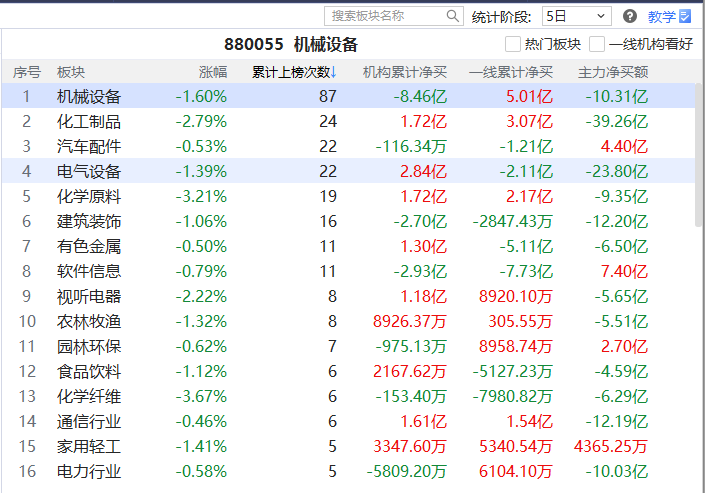 搜索板块名称 统计阶段: 5日 ? 教学
880055 机械设备 热门板块 一线机构看好
序号 板块 涨幅 累计上榜次数↓ 机构累计净买 一线累计净买 主力净买额
1 机械设备 -1.60% 87 -8.46亿 5.01亿 -10.31亿
2 化工制品 -2.79% 24 1.72亿 3.07亿 -39.26亿
3 汽车配件 -0.53% 22 -116.34万 -1.21亿 4.40亿
4 电气设备 -1.39% 22 2.84亿 -2.11亿 -23.80亿
5 化学原料 -3.21% 19 1.72亿 2.17亿 -9.35亿
6 建筑装饰 -1.06% 16 -2.70亿 -2847.43万 -12.20亿
7 有色金属 -0.50% 11 1.30亿 -5.11亿 -6.50亿
8 软件信息 -0.79% 11 -2.93亿 -7.73亿 7.40亿
9 视听电器 -2.22% 8 1.18亿 8920.10万 -5.65亿
10 农林牧渔 -1.32% 8 8926.37万 305.55万 -5.51亿
11 园林环保 -0.62% 7 -975.13万 8958.74万 2.70亿
12 食品饮料 -1.12% 6 2167.62万 -5127.23万 -4.59亿
13 化学纤维 -3.67% 6 -153.40万 -7980.82万 -6.29亿
14 通信行业 -0.46% 6 1.61亿 1.54亿 -12.19亿
15 家用轻工 -1.41% 5 3347.60万 5340.54万 4365.25万
16 电力行业 -0.58% 5 -5809.20万 6104.10万 -10.03亿